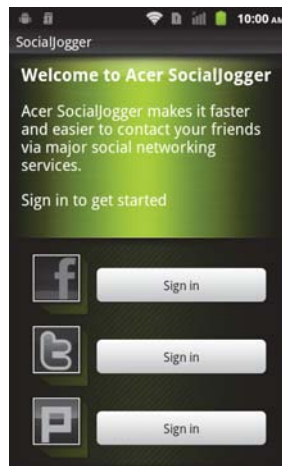 10:00 AM
SocialJogger
Welcome to Acer SocialJogger
Acer SocialJogger makes it faster
and easier to contact your friends
via major social networking
services.
Sign in to get started
f
Sign in
t
Sign in
P
Sign in